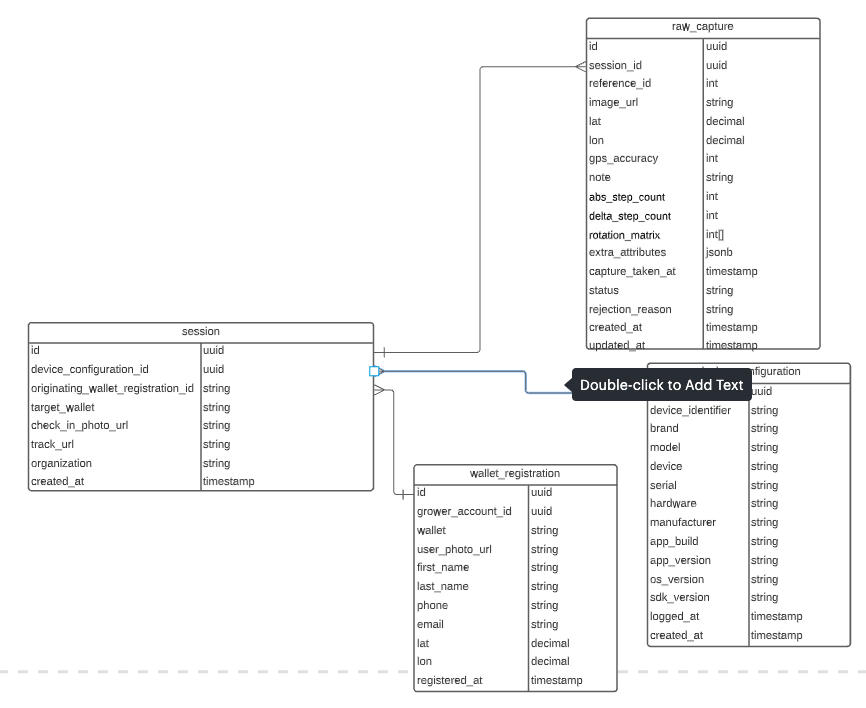 raw_capture
id uuid
session_id uuid
reference_id int
image_url string
lat decimal
lon decimal
gps_accuracy int
note string
abs_step_count int
delta_step_count int
rotation_matrix int[]
extra_attributes jsonb
capture_taken_at timestamp
status string
rejection_reason string
created_at timestamp
updated_at timestamp
session
id uuid
device_configuration_id uuid
originating_wallet_registration_id string
target_wallet string
check_in_photo_url string
track_url string
organization string
created_at timestamp
Double-click to Add Text
uuid
device_identifier string
brand string
model string
device string
serial string
hardware string
manufacturer string
app_build string
app_version string
os_version string
sdk_version string
logged_at timestamp
created_at timestamp
wallet_registration
id uuid
grower_account_id uuid
wallet string
user_photo_url string
first_name string
last_name string
phone string
email string
lat decimal
lon decimal
registered_at timestamp